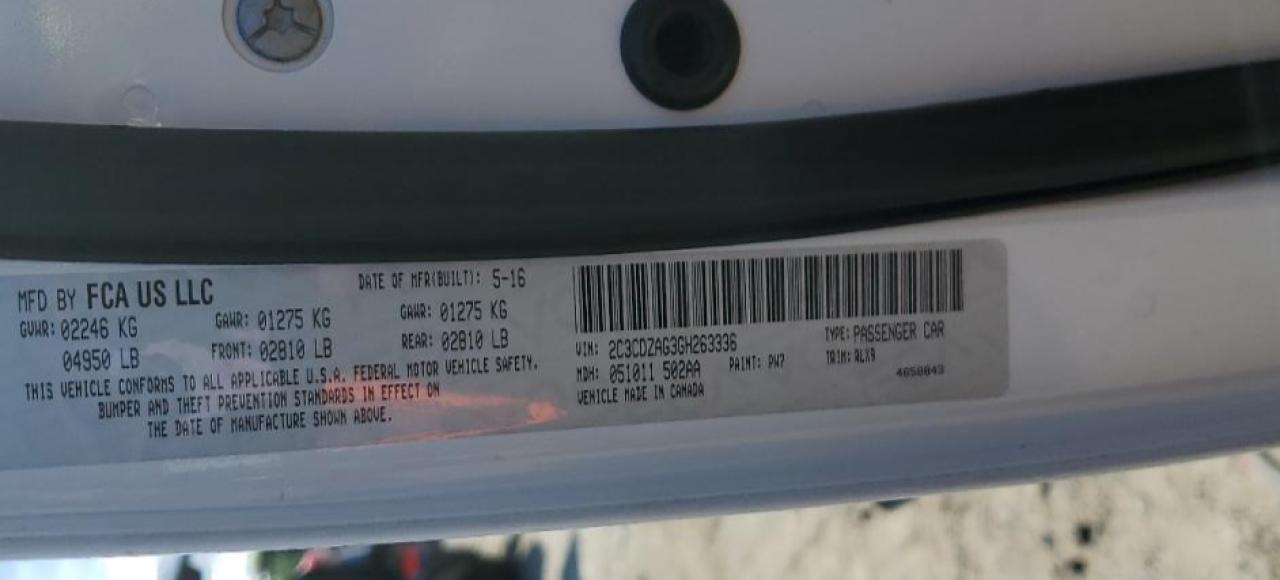 MFD BY FCA US LLC
DATE OF MFR(BUILT): 5-16
GVWR: 02246 KG
04950 LB
GAWR: 01275 KG
FRONT: 02810 LB
GAWR: 01275 KG
REAR: 02810 LB
THIS VEHICLE CONFORMS TO ALL APPLICABLE U.S.A. FEDERAL MOTOR VEHICLE SAFETY,
BUMPER AND THEFT PREVENTION STANDARDS IN EFFECT ON
THE DATE OF MANUFACTURE SHOWN ABOVE.
VIN: 2C3CDZAG3GH263336
TYPE: PASSENGER CAR
MDH: 051011 502AA
PAINT: PW7
TRIM: RLX9
VEHICLE MADE IN CANADA
4658843